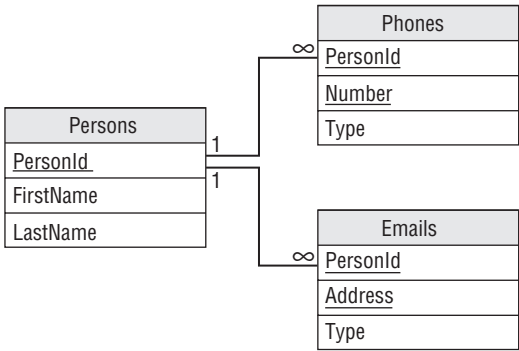 Persons
PersonId
FirstName
LastName
1
1
∞
Phones
PersonId
Number
Type
∞
Emails
PersonId
Address
Type